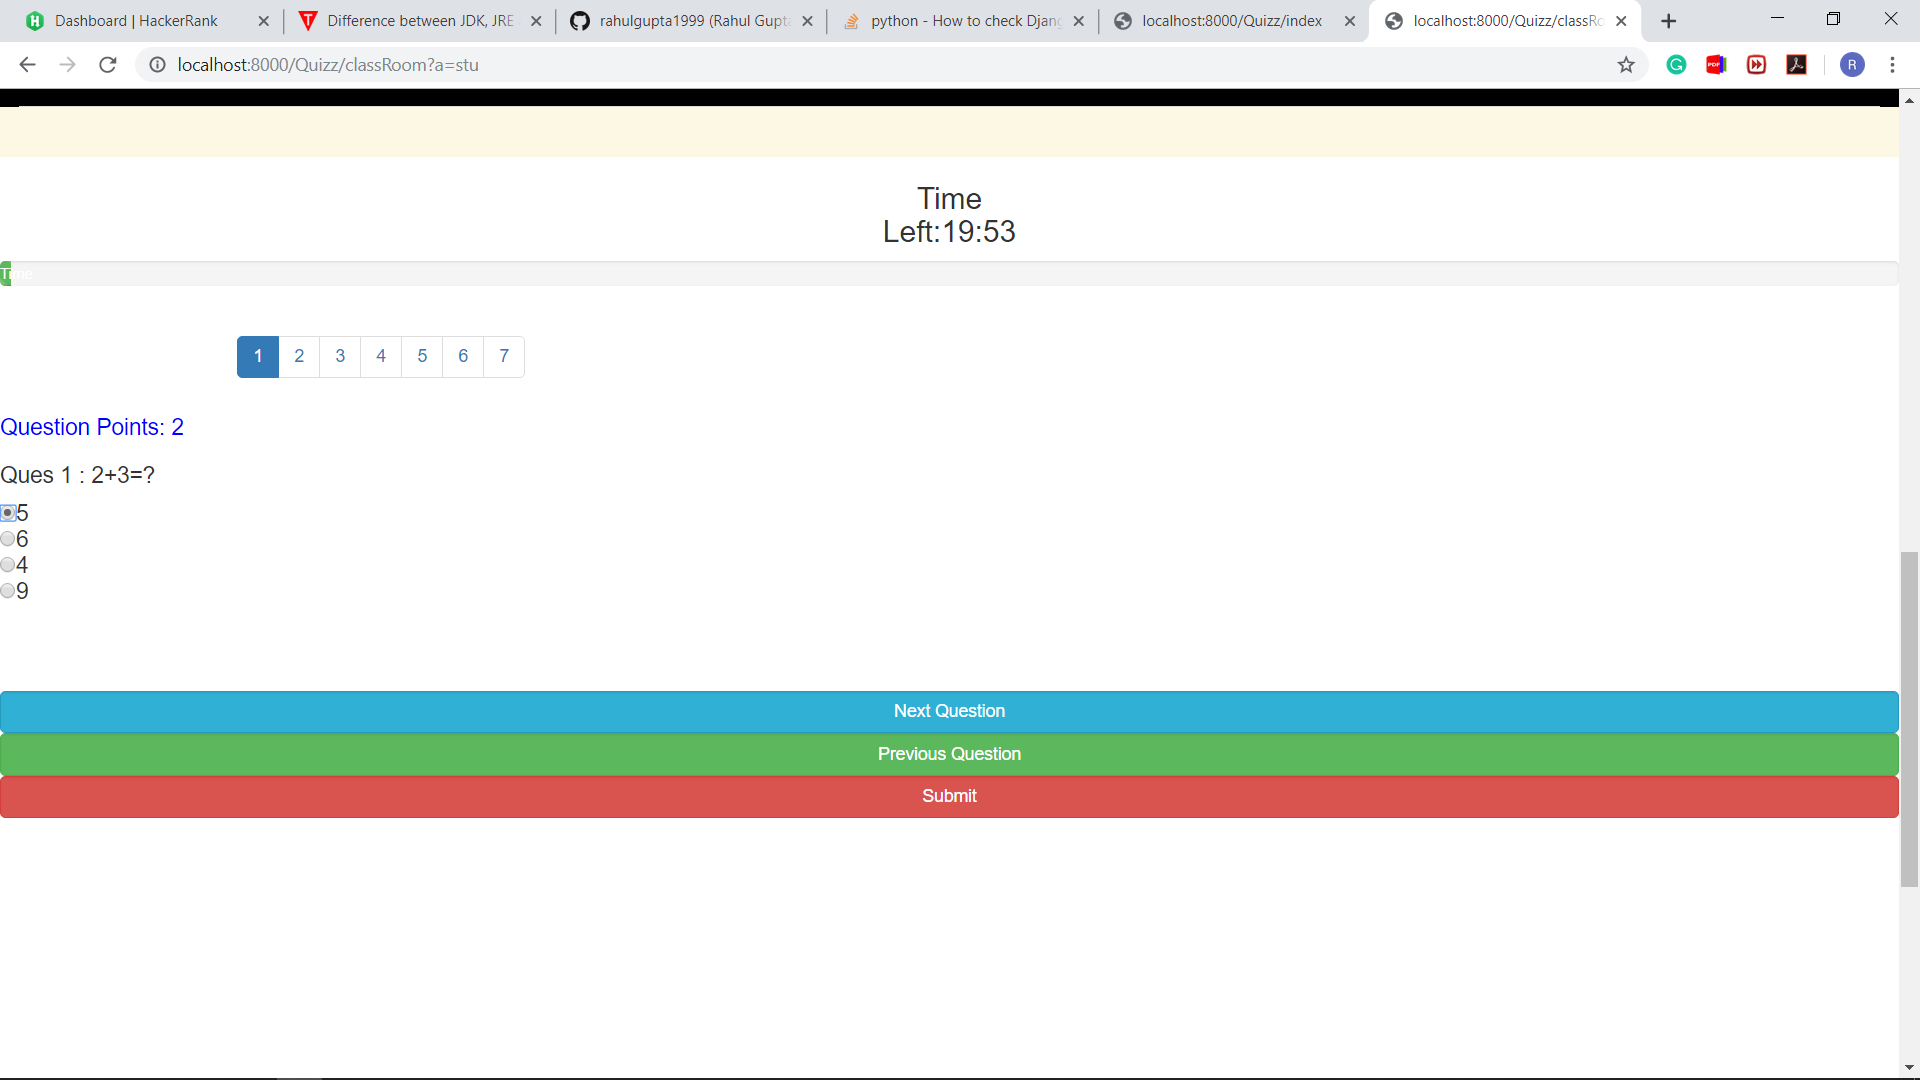 Dashboard | HackerRank
Difference between JDK, JRE
rahulgupta1999 (Rahul Gupta
python - How to check Djang
localhost:8000/Quizz/index
localhost:8000/Quizz/classRo
localhost:8000/Quizz/classRoom?a=stu
PDF
R
Time
Left:19:53
Time
1 2 3 4 5 6 7
Question Points: 2
Ques 1 : 2+3=?
5
6
4
9
Next Question
Previous Question
Submit